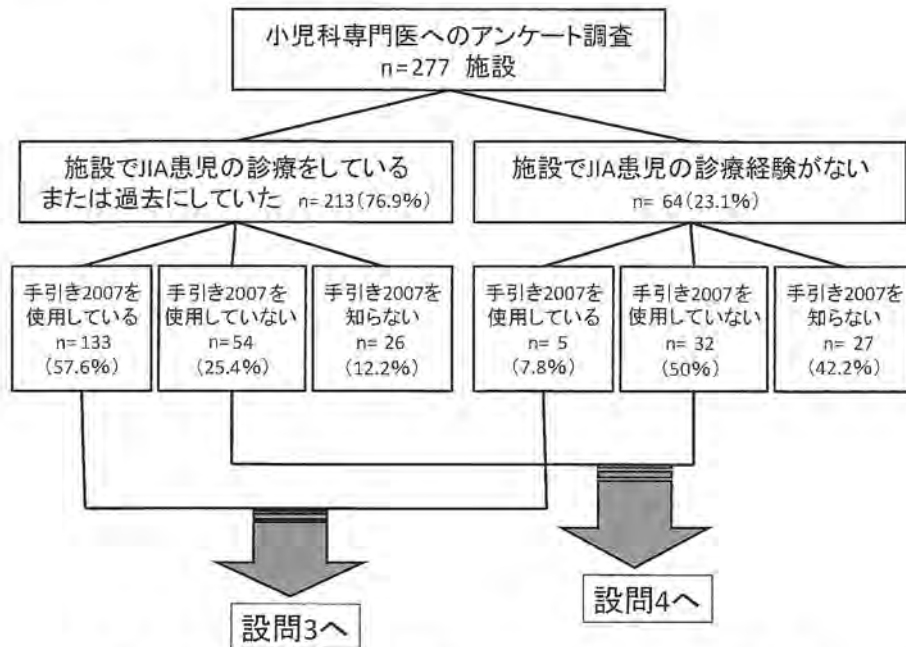 小児科専門医へのアンケート調査
n=277 施設
施設でJIA患児の診療をしている
または過去にしていた n=213(76.9%)
施設でJIA患児の診療経験がない
n= 64(23.1%)
手引き2007を
使用している
n=133
(57.6%)
手引き2007を
使用していない
n=54
(25.4%)
手引き2007を
知らない
n= 26
(12.2%)
手引き2007を
使用している
n= 5
(7.8%)
手引き2007を
使用していない
n= 32
(50%)
手引き2007を
知らない
n= 27
(42.2%)
設問3へ
設問4へ